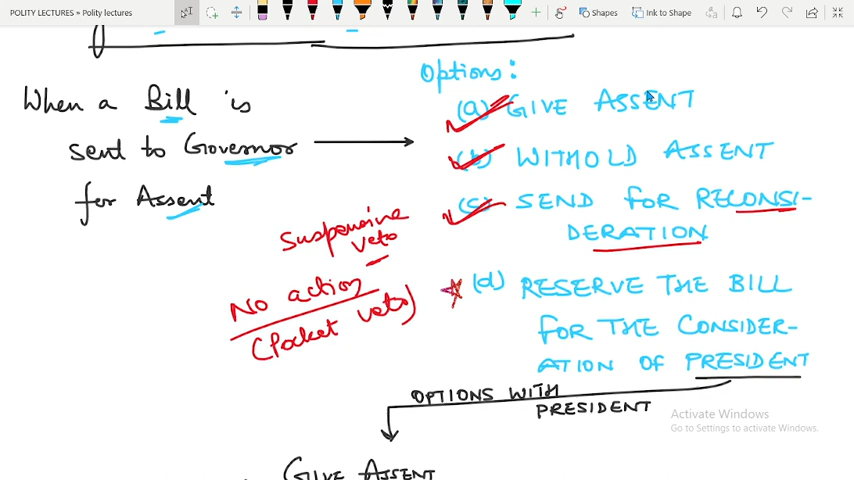 POLITY LECTURES » Polity lectures
Shapes
Ink to Shape
Options:
When a Bill is
sent to Governor
for Assent
(a) GIVE ASSENT
(b) WITHOLD ASSENT
(c) SEND FOR RECONSI-
DERATION
Suspensive
veto
No action
(Pocket veto)
(d) RESERVE THE BILL
FOR THE CONSIDER-
ATION OF PRESIDENT
OPTIONS WITH
PRESIDENT
Activate Windows
Go to Settings to activate Windows.
GIVE ASSENT